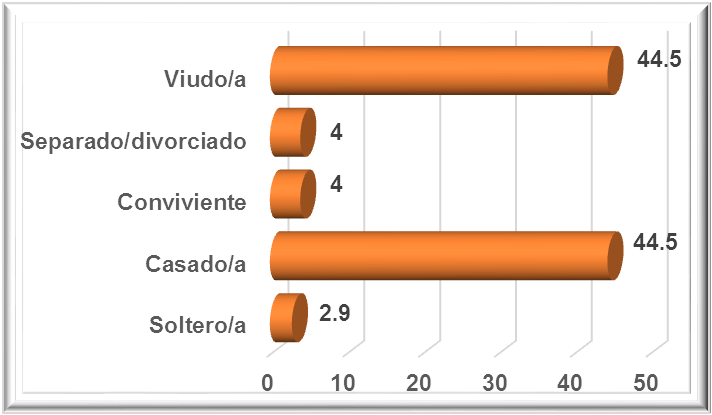 Viudo/a 44.5
Separado/divorciado 4
Conviviente 4
Casado/a 44.5
Soltero/a 2.9
0 10 20 30 40 50